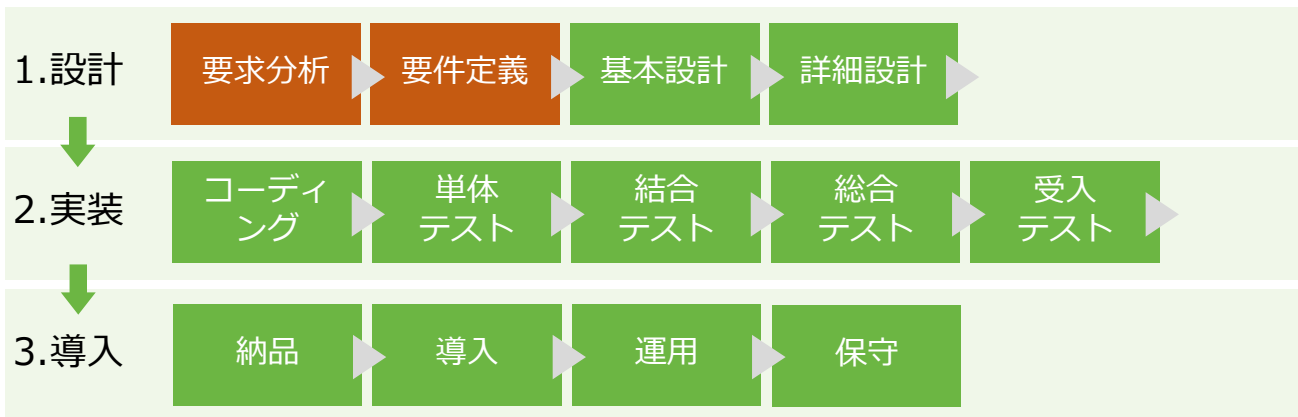 1.設計
要求分析
要件定義
基本設計
詳細設計
2.実装
コーディ
ング
単体
テスト
結合
テスト
総合
テスト
受入
テスト
3.導入
納品
導入
運用
保守